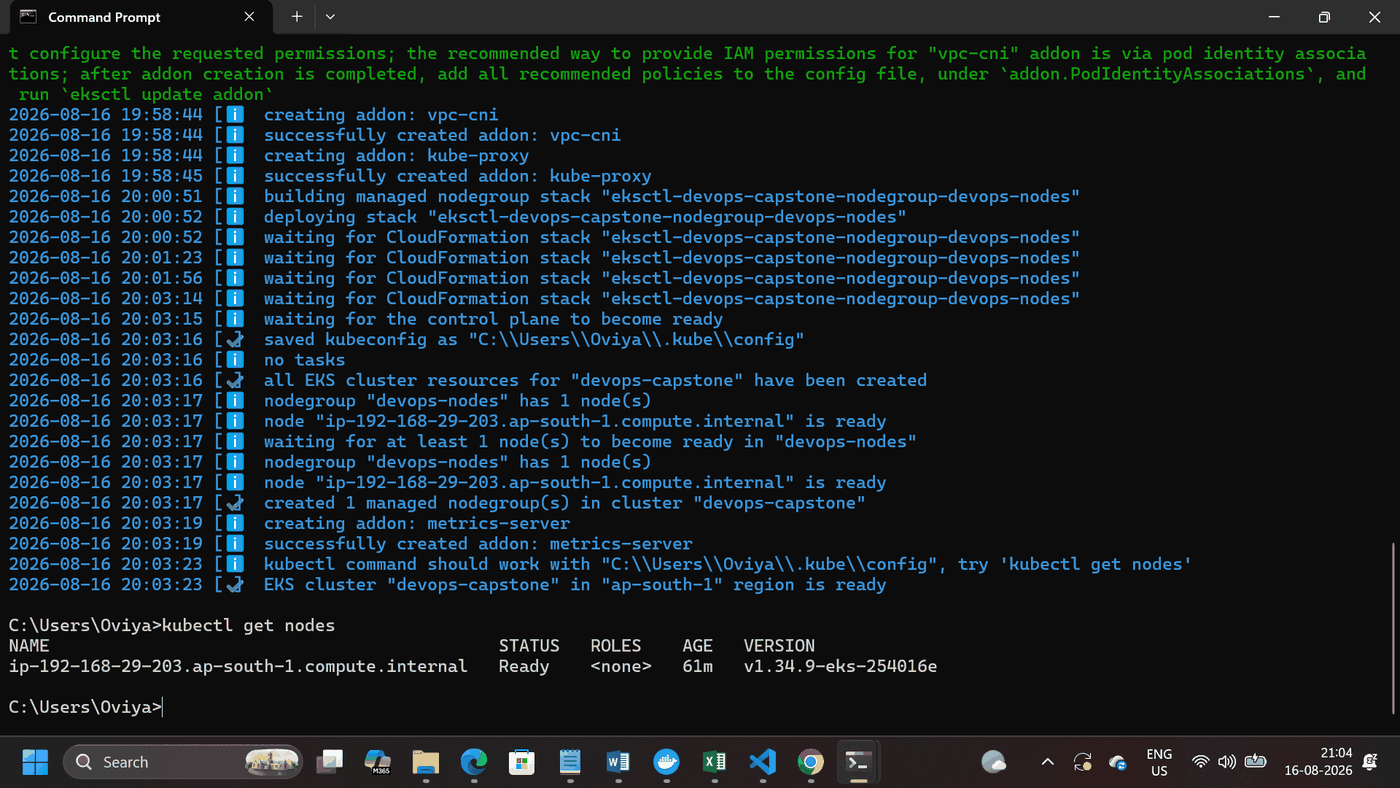 Command Prompt
t configure the requested permissions; the recommended way to provide IAM permissions for "vpc-cni" addon is via pod identity associa
tions; after addon creation is completed, add all recommended policies to the config file, under `addon.PodIdentityAssociations`, and
 run `eksctl update addon`
2026-08-16 19:58:44 [ℹ]  creating addon: vpc-cni
2026-08-16 19:58:44 [ℹ]  successfully created addon: vpc-cni
2026-08-16 19:58:44 [ℹ]  creating addon: kube-proxy
2026-08-16 19:58:45 [ℹ]  successfully created addon: kube-proxy
2026-08-16 20:00:51 [ℹ]  building managed nodegroup stack "eksctl-devops-capstone-nodegroup-devops-nodes"
2026-08-16 20:00:52 [ℹ]  deploying stack "eksctl-devops-capstone-nodegroup-devops-nodes"
2026-08-16 20:00:52 [ℹ]  waiting for CloudFormation stack "eksctl-devops-capstone-nodegroup-devops-nodes"
2026-08-16 20:01:23 [ℹ]  waiting for CloudFormation stack "eksctl-devops-capstone-nodegroup-devops-nodes"
2026-08-16 20:01:56 [ℹ]  waiting for CloudFormation stack "eksctl-devops-capstone-nodegroup-devops-nodes"
2026-08-16 20:03:14 [ℹ]  waiting for CloudFormation stack "eksctl-devops-capstone-nodegroup-devops-nodes"
2026-08-16 20:03:15 [ℹ]  waiting for the control plane to become ready
2026-08-16 20:03:16 [✔]  saved kubeconfig as "C:\\Users\\Oviya\\.kube\\config"
2026-08-16 20:03:16 [ℹ]  no tasks
2026-08-16 20:03:16 [✔]  all EKS cluster resources for "devops-capstone" have been created
2026-08-16 20:03:17 [ℹ]  nodegroup "devops-nodes" has 1 node(s)
2026-08-16 20:03:17 [ℹ]  node "ip-192-168-29-203.ap-south-1.compute.internal" is ready
2026-08-16 20:03:17 [ℹ]  waiting for at least 1 node(s) to become ready in "devops-nodes"
2026-08-16 20:03:17 [ℹ]  nodegroup "devops-nodes" has 1 node(s)
2026-08-16 20:03:17 [ℹ]  node "ip-192-168-29-203.ap-south-1.compute.internal" is ready
2026-08-16 20:03:17 [✔]  created 1 managed nodegroup(s) in cluster "devops-capstone"
2026-08-16 20:03:19 [ℹ]  creating addon: metrics-server
2026-08-16 20:03:19 [ℹ]  successfully created addon: metrics-server
2026-08-16 20:03:23 [ℹ]  kubectl command should work with "C:\\Users\\Oviya\\.kube\\config", try 'kubectl get nodes'
2026-08-16 20:03:23 [✔]  EKS cluster "devops-capstone" in "ap-south-1" region is ready
C:\Users\Oviya>kubectl get nodes
NAME STATUS ROLES AGE VERSION
ip-192-168-29-203.ap-south-1.compute.internal Ready <none> 61m v1.34.9-eks-254016e
C:\Users\Oviya>
Search
M365
ENG
US
21:04
16-08-2026